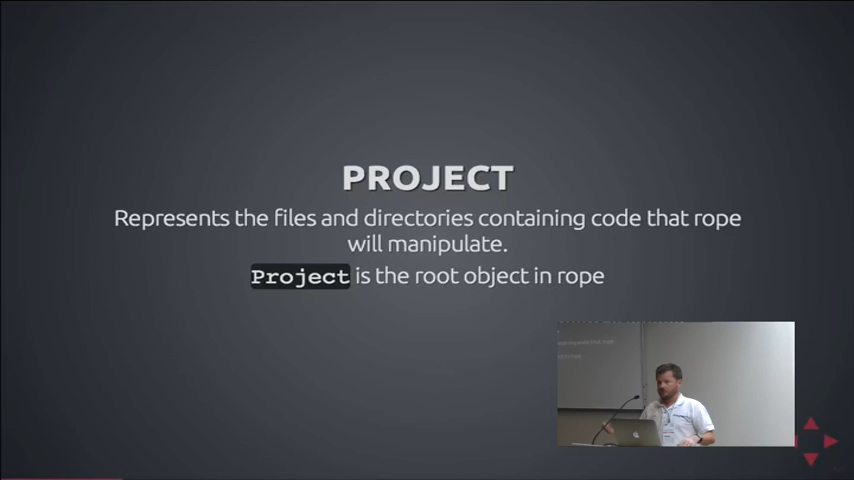 PROJECT
Represents the files and directories containing code that rope
will manipulate.
Project is the root object in rope